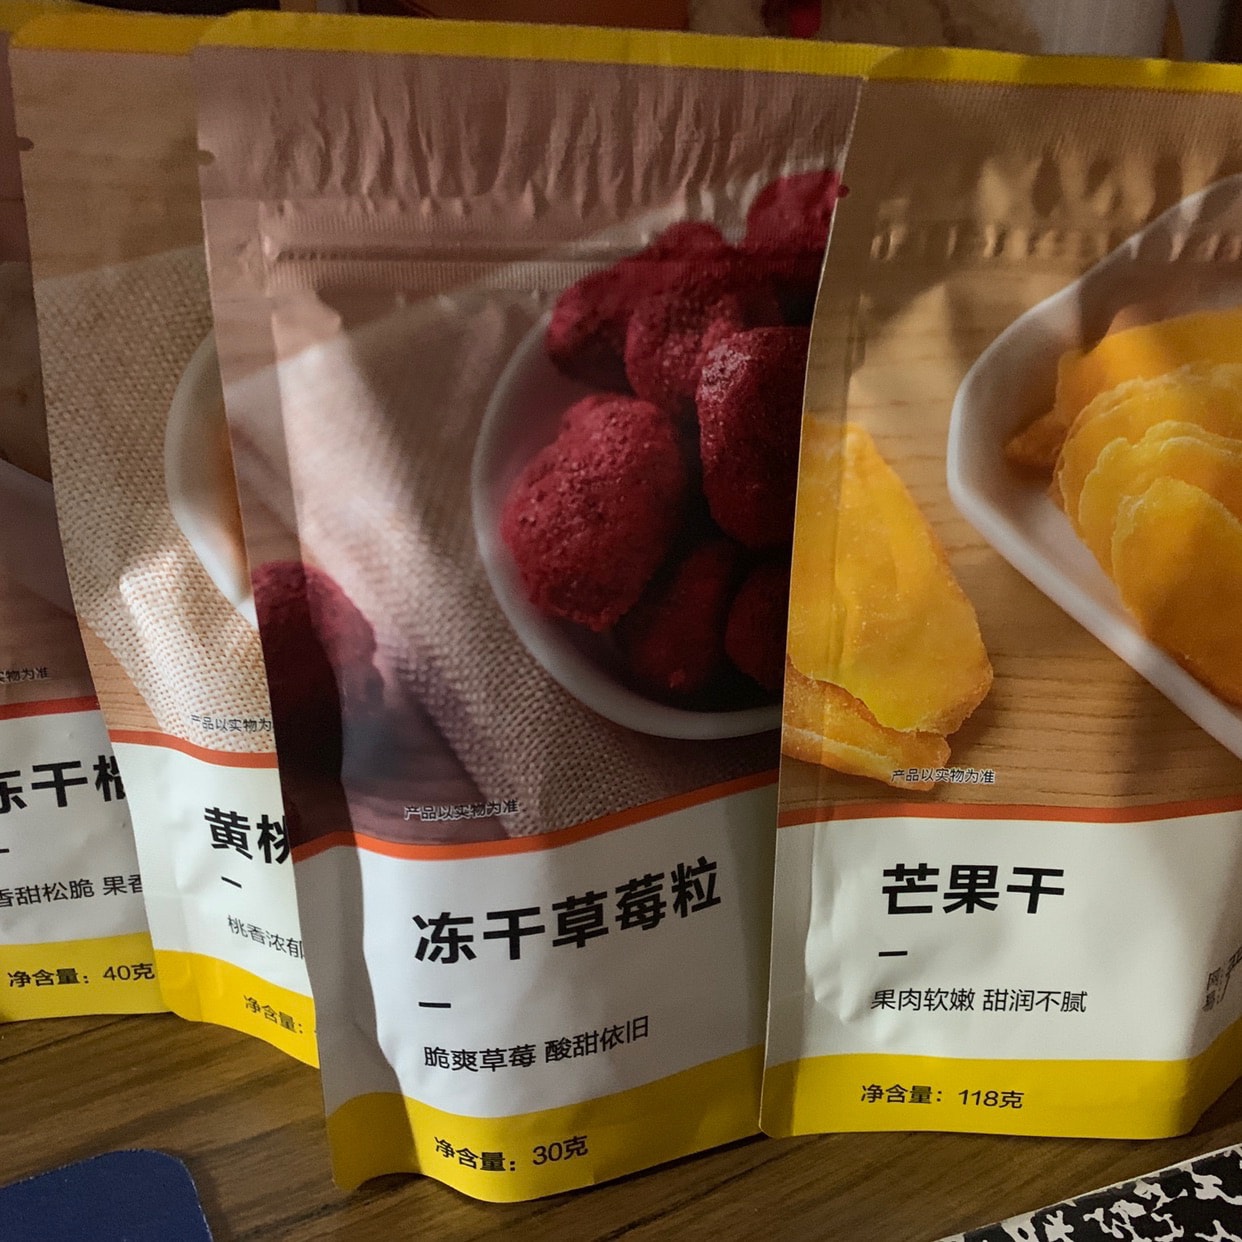 实物为准
冻干
香甜松脆 果香
净含量：40克
产品以实物为
黄桃
桃香浓郁
净含量：
产品以实物为准
冻干草莓粒
脆爽草莓 酸甜依旧
净含量：30克
产品以实物为准
芒果干
果肉软嫩 甜润不腻
净含量：118克